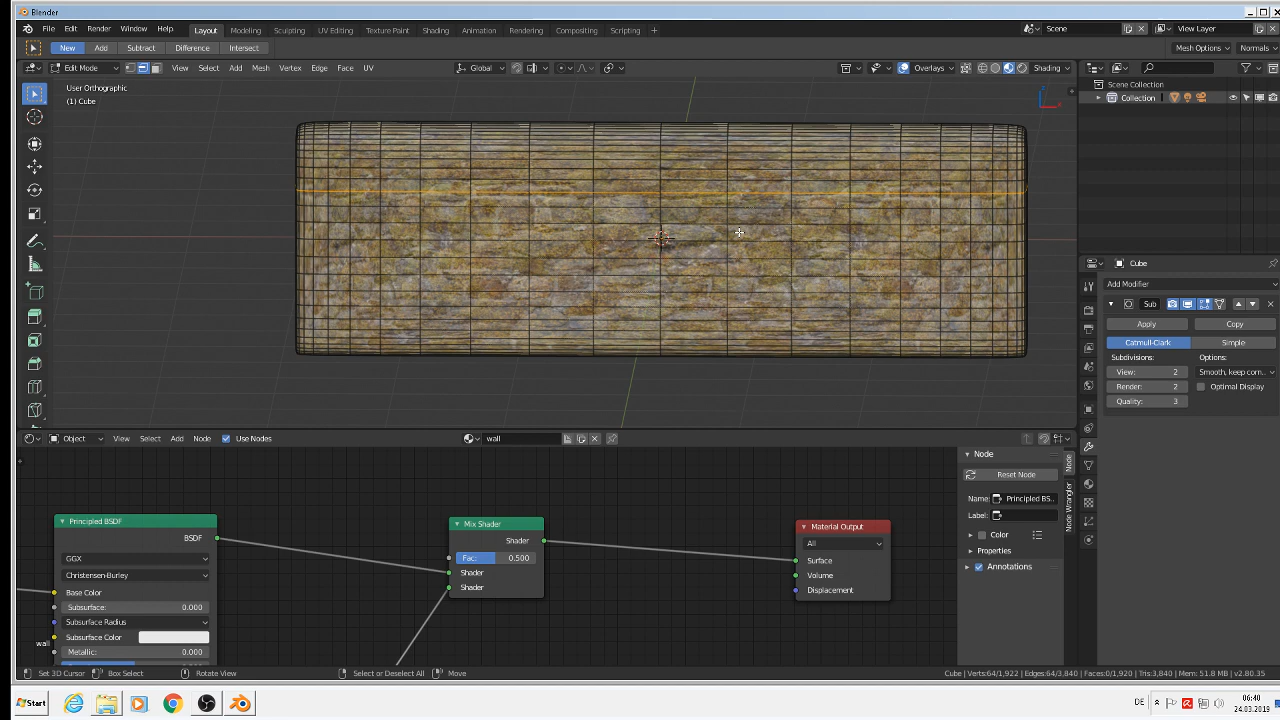 Blender
File Edit Render Window Help Layout Modeling Sculpting UV Editing Texture Paint Shading Animation Rendering Compositing Scripting + Scene View Layer
New Add Subtract Difference Intersect Mesh Options Normals
Edit Mode View Select Add Mesh Vertex Edge Face UV Global Overlays Shading
User Orthographic
(1) Cube
Scene Collection
Collection
Cube
Add Modifier
Sub
Apply Copy
Catmull-Clark Simple
Subdivisions: Options:
View: 2 Smooth, keep corn...
Render: 2 Optimal Display
Quality: 3
Object View Select Add Node Use Nodes wall
Node
Reset Node
Name: Principled BS..
Label:
Color
Properties
Annotations
Node
Node Wrangler
Principled BSDF
BSDF
GGX
Christensen-Burley
Base Color
Subsurface: 0.000
Subsurface Radius
Subsurface Color
Metallic: 0.000
wall
Mix Shader
Shader
Fac: 0.500
Shader
Shader
Material Output
All
Surface
Volume
Displacement
Set 3D Cursor Box Select Rotate View Select or Deselect All Move Cube | Verts:64/1,922 | Edges:64/3,840 | Faces:0/1,920 | Tris:3,840 | Mem: 51.8 MB | v2.80.35
Start DE 06:40
24.03.2019